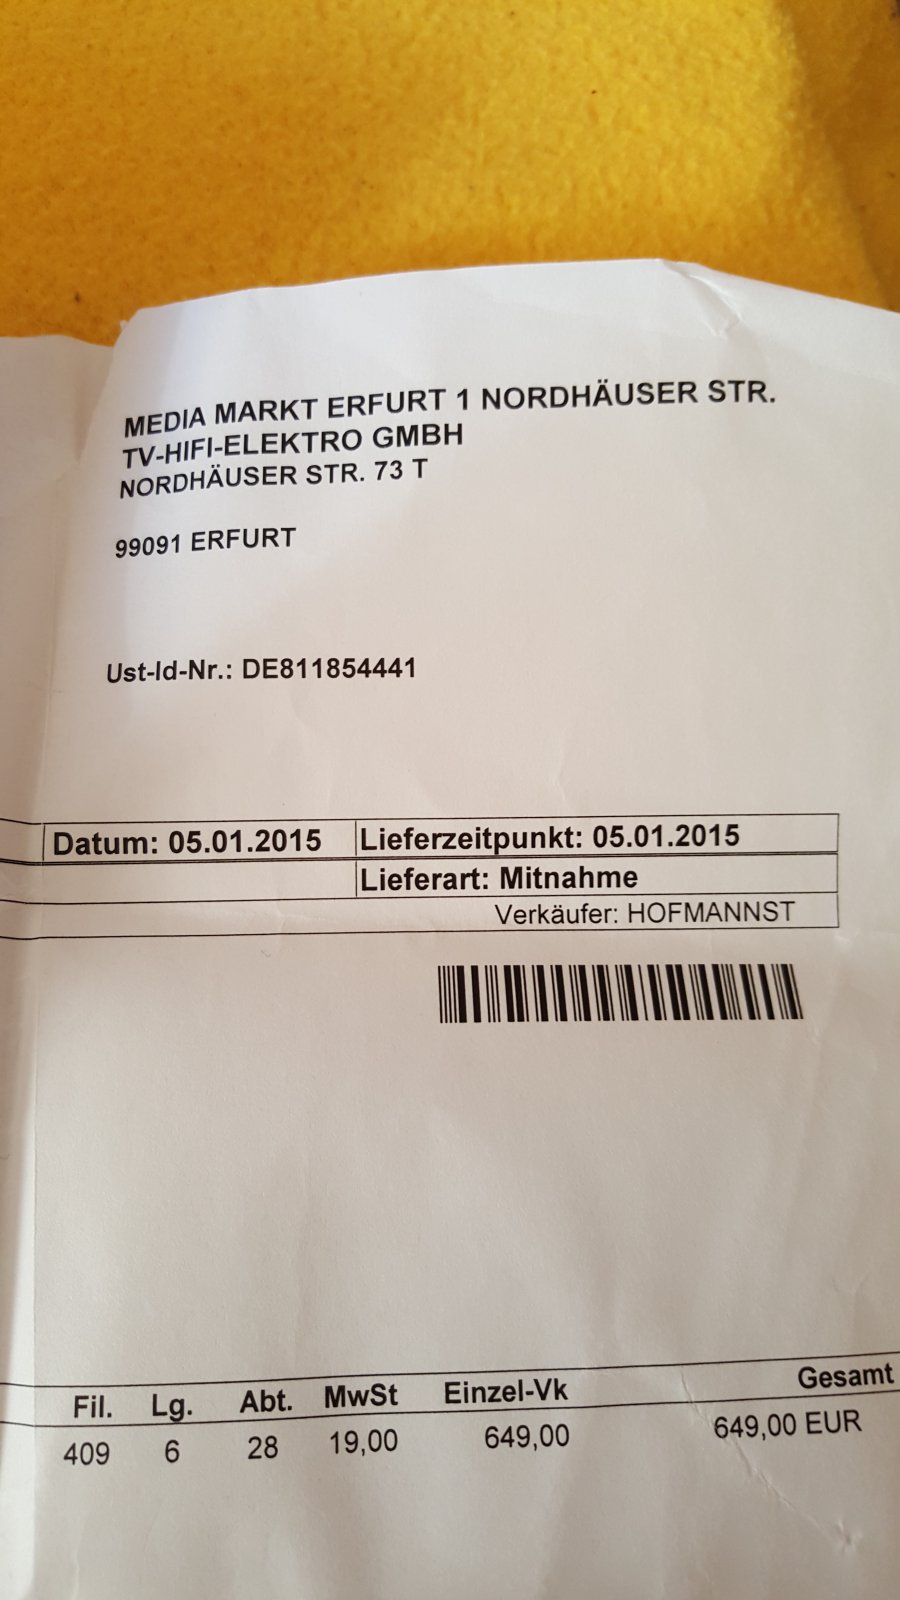 MEDIA MARKT ERFURT 1 NORDHÄUSER STR.
TV-HIFI-ELEKTRO GMBH
NORDHÄUSER STR. 73 T
99091 ERFURT
Ust-Id-Nr.: DE811854441
Datum: 05.01.2015 Lieferzeitpunkt: 05.01.2015
Lieferart: Mitnahme
Verkäufer: HOFMANNST
Fil. Lg. Abt. MwSt Einzel-Vk Gesamt
409 6 28 19,00 649,00 649,00 EUR